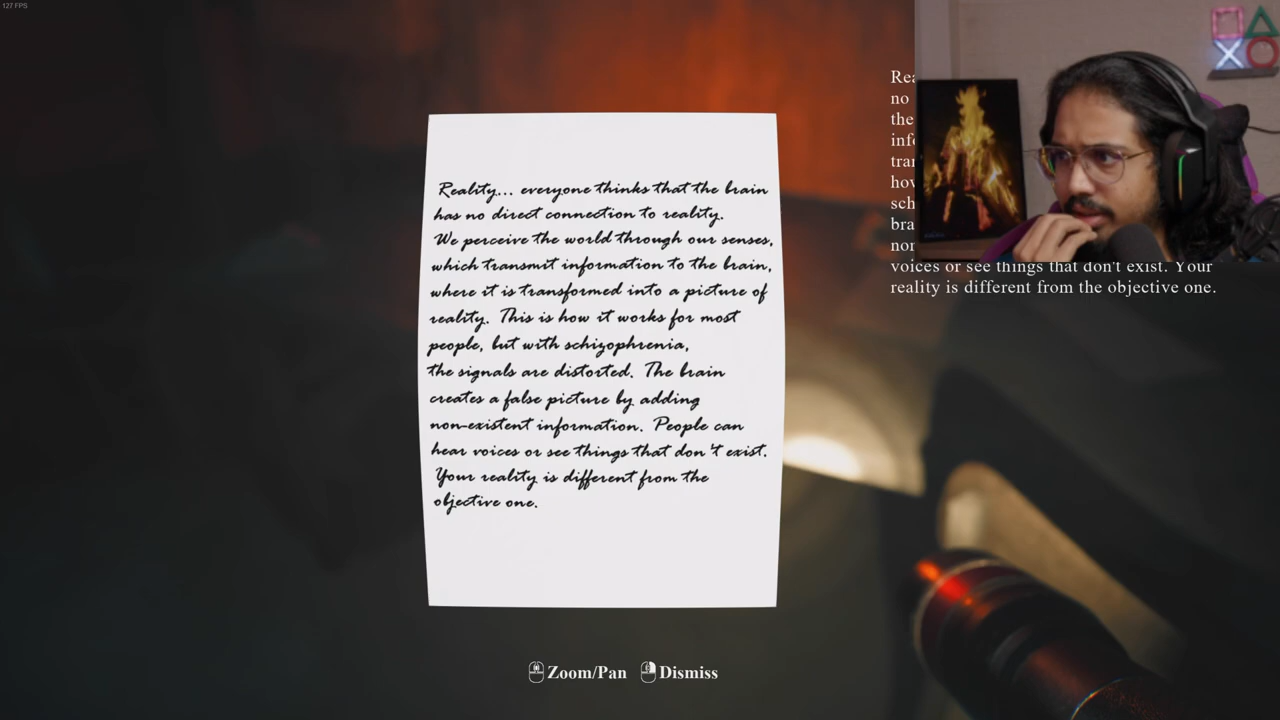 127 FPS
Reality... everyone thinks that the brain
has no direct connection to reality.
We perceive the world through our senses,
which transmit information to the brain,
where it is transformed into a picture of
reality. This is how it works for most
people, but with schizophrenia,
the signals are distorted. The brain
creates a false picture by adding
non-existent information. People can
hear voices or see things that don't exist.
Your reality is different from the
objective one.
no
the
voices or see things that don't exist. Your
reality is different from the objective one.
Zoom/Pan Dismiss